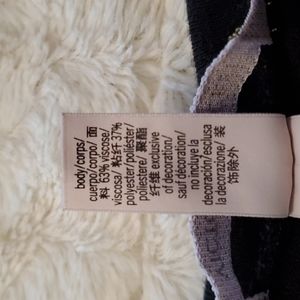 body/corps/
cuerpo/corpo/ 面
料 63% viscose/
viscosa/ 粘纤 37%
polyester/poliéster/
poliestere/ 聚酯
纤维 exclusive
of decoration/
sauf décoration/
no incluye la
decoración/esclusa
la decorazione/ 装
饰除外